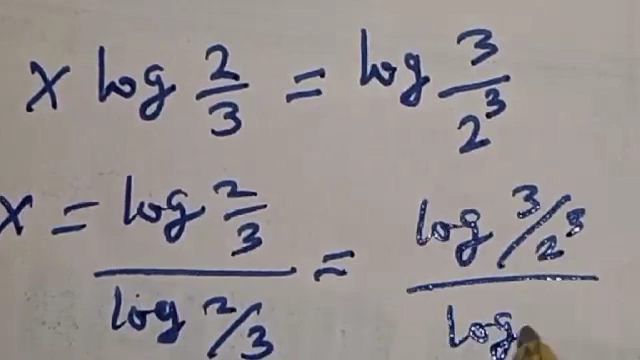 x log 2/3 = log 3/2³
x = log 2/3 / log 2/3 = log 3/2³ / log